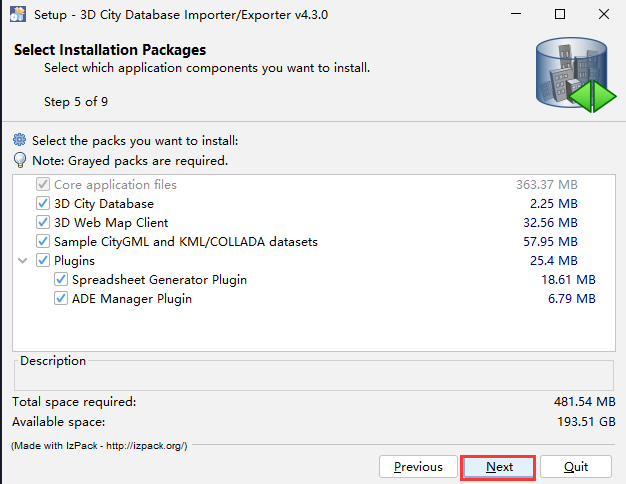 Setup - 3D City Database Importer/Exporter v4.3.0
Select Installation Packages
Select which application components you want to install.
Step 5 of 9
Select the packs you want to install:
Note: Grayed packs are required.
Core application files 363.37 MB
3D City Database 2.25 MB
3D Web Map Client 32.56 MB
Sample CityGML and KML/COLLADA datasets 57.95 MB
Plugins 25.4 MB
Spreadsheet Generator Plugin 18.61 MB
ADE Manager Plugin 6.79 MB
Description
Total space required: 481.54 MB
Available space: 193.51 GB
(Made with IzPack - http://izpack.org/)
Previous Next Quit